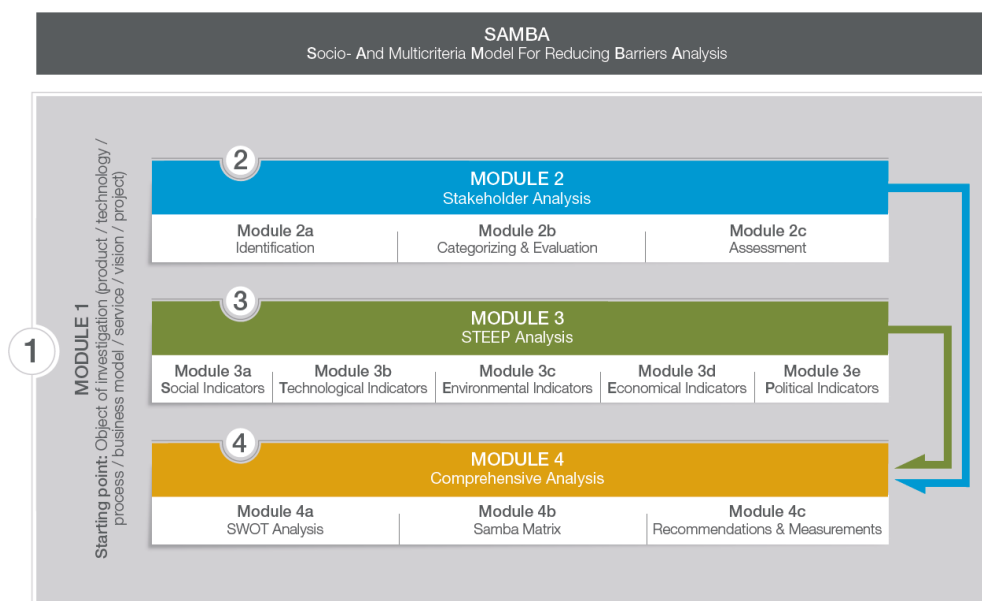 SAMBA
Socio- And Multicriteria Model For Reducing Barriers Analysis
1
MODULE 1
Starting point: Object of investigation (product / technology /
process / business model / service / vision / project)
2
MODULE 2
Stakeholder Analysis
Module 2a
Identification
Module 2b
Categorizing & Evaluation
Module 2c
Assessment
3
MODULE 3
STEEP Analysis
Module 3a
Social Indicators
Module 3b
Technological Indicators
Module 3c
Environmental Indicators
Module 3d
Economical Indicators
Module 3e
Political Indicators
4
MODULE 4
Comprehensive Analysis
Module 4a
SWOT Analysis
Module 4b
Samba Matrix
Module 4c
Recommendations & Measurements